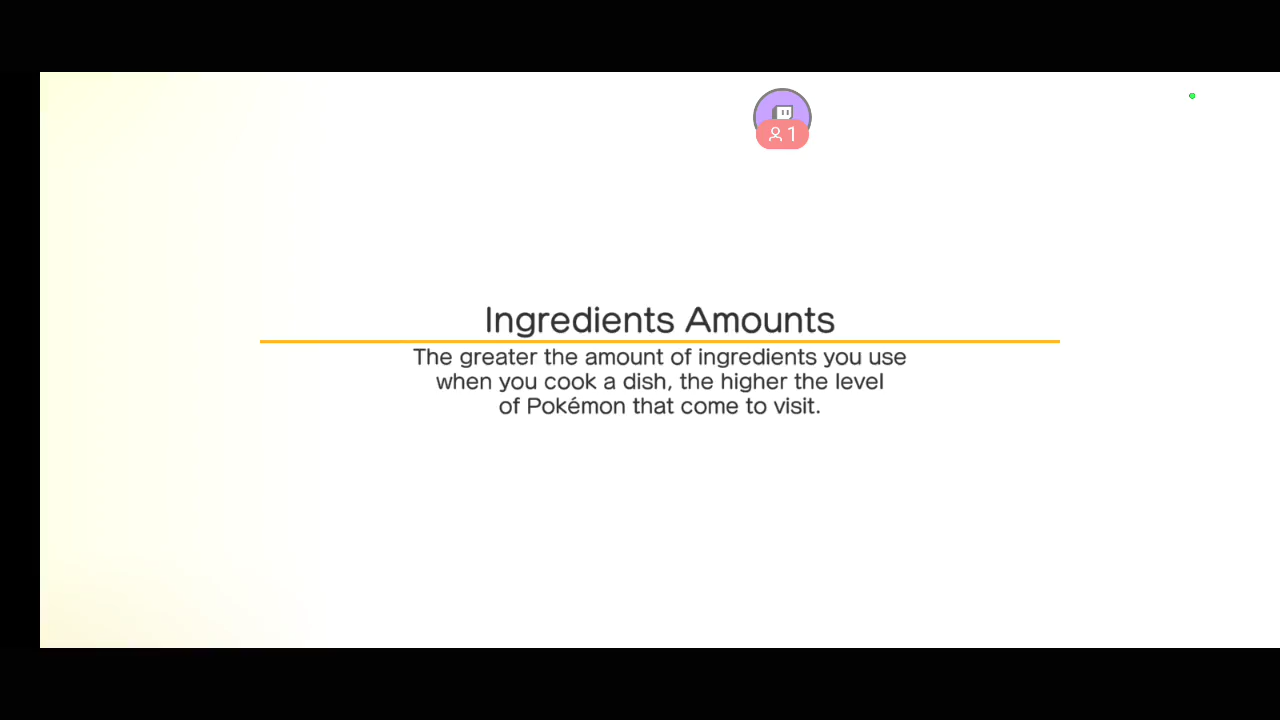 1
Ingredients Amounts
The greater the amount of ingredients you use
when you cook a dish, the higher the level
of Pokémon that come to visit.